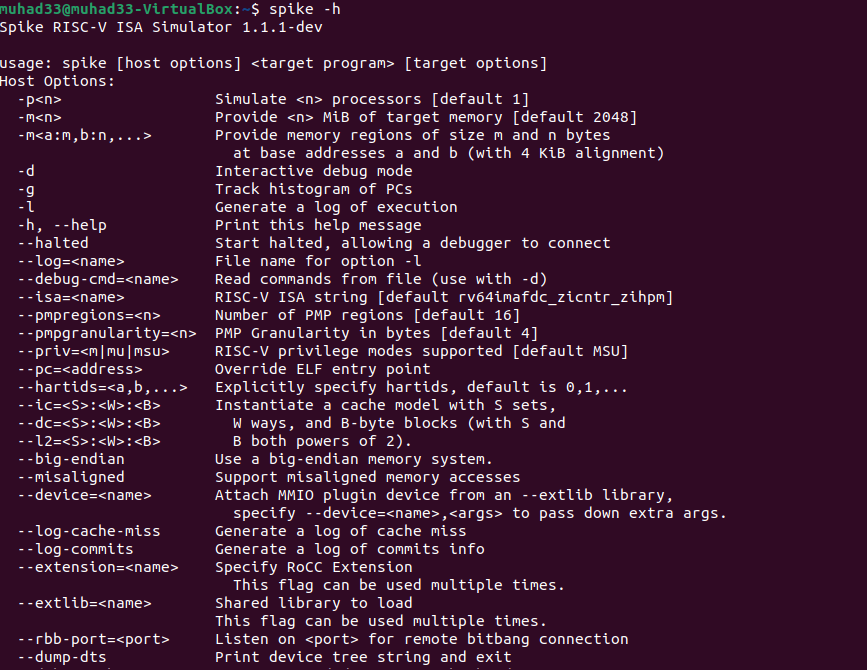 muhad33@muhad33-VirtualBox:~$ spike -h
Spike RISC-V ISA Simulator 1.1.1-dev

usage: spike [host options] <target program> [target options]
Host Options:
  -p<n>                 Simulate <n> processors [default 1]
  -m<n>                 Provide <n> MiB of target memory [default 2048]
  -m<a:m,b:n,...>       Provide memory regions of size m and n bytes
                          at base addresses a and b (with 4 KiB alignment)
  -d                    Interactive debug mode
  -g                    Track histogram of PCs
  -l                    Generate a log of execution
  -h, --help            Print this help message
  --halted              Start halted, allowing a debugger to connect
  --log=<name>          File name for option -l
  --debug-cmd=<name>    Read commands from file (use with -d)
  --isa=<name>          RISC-V ISA string [default rv64imafdc_zicntr_zihpm]
  --pmpregions=<n>      Number of PMP regions [default 16]
  --pmpgranularity=<n>  PMP Granularity in bytes [default 4]
  --priv=<m|mu|msu>     RISC-V privilege modes supported [default MSU]
  --pc=<address>        Override ELF entry point
  --hartids=<a,b,...>   Explicitly specify hartids, default is 0,1,...
  --ic=<S>:<W>:<B>      Instantiate a cache model with S sets,
  --dc=<S>:<W>:<B>        W ways, and B-byte blocks (with S and
  --l2=<S>:<W>:<B>        B both powers of 2).
  --big-endian          Use a big-endian memory system.
  --misaligned          Support misaligned memory accesses
  --device=<name>       Attach MMIO plugin device from an --extlib library,
                          specify --device=<name>,<args> to pass down extra args.
  --log-cache-miss      Generate a log of cache miss
  --log-commits         Generate a log of commits info
  --extension=<name>    Specify RoCC Extension
                          This flag can be used multiple times.
  --extlib=<name>       Shared library to load
                        This flag can be used multiple times.
  --rbb-port=<port>     Listen on <port> for remote bitbang connection
  --dump-dts            Print device tree string and exit